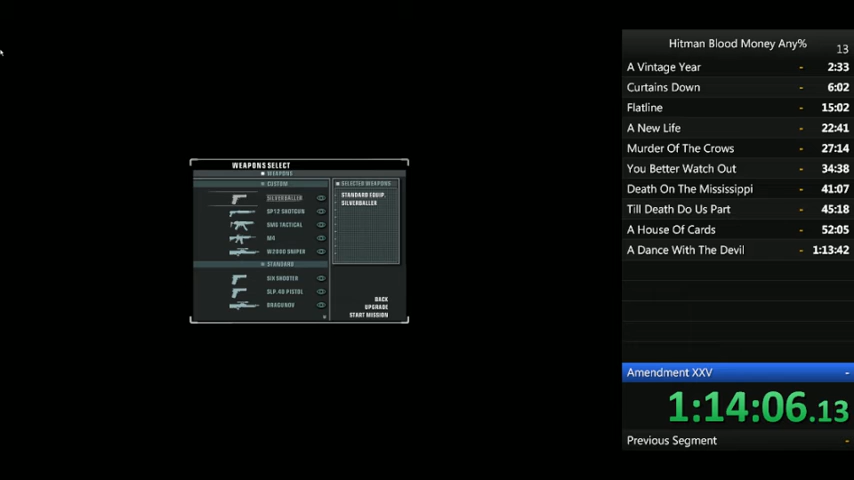 WEAPONS SELECT
WEAPONS
CUSTOM
SILVERBALLER
SP12 SHOTGUN
SMG TACTICAL
M4
W2000 SNIPER
STANDARD
SIX SHOOTER
SLP.40 PISTOL
DRAGUNOV
SELECTED WEAPONS
STANDARD EQUIP.
SILVERBALLER
BACK
UPGRADE
START MISSION
Hitman Blood Money Any%
13
A Vintage Year - 2:33
Curtains Down - 6:02
Flatline - 15:02
A New Life - 22:41
Murder Of The Crows - 27:14
You Better Watch Out - 34:38
Death On The Mississippi - 41:07
Till Death Do Us Part - 45:18
A House Of Cards - 52:05
A Dance With The Devil - 1:13:42
Amendment XXV -
1:14:06.13
Previous Segment -